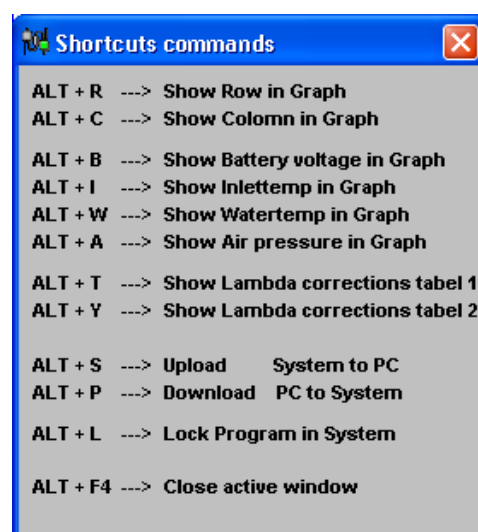 Shortcuts commands
ALT + R ---> Show Row in Graph
ALT + C ---> Show Colomn in Graph
ALT + B ---> Show Battery voltage in Graph
ALT + I ---> Show Inlettemp in Graph
ALT + W ---> Show Watertemp in Graph
ALT + A ---> Show Air pressure in Graph
ALT + T ---> Show Lambda corrections tabel 1
ALT + Y ---> Show Lambda corrections tabel 2
ALT + S ---> Upload System to PC
ALT + P ---> Download PC to System
ALT + L ---> Lock Program in System
ALT + F4 ---> Close active window